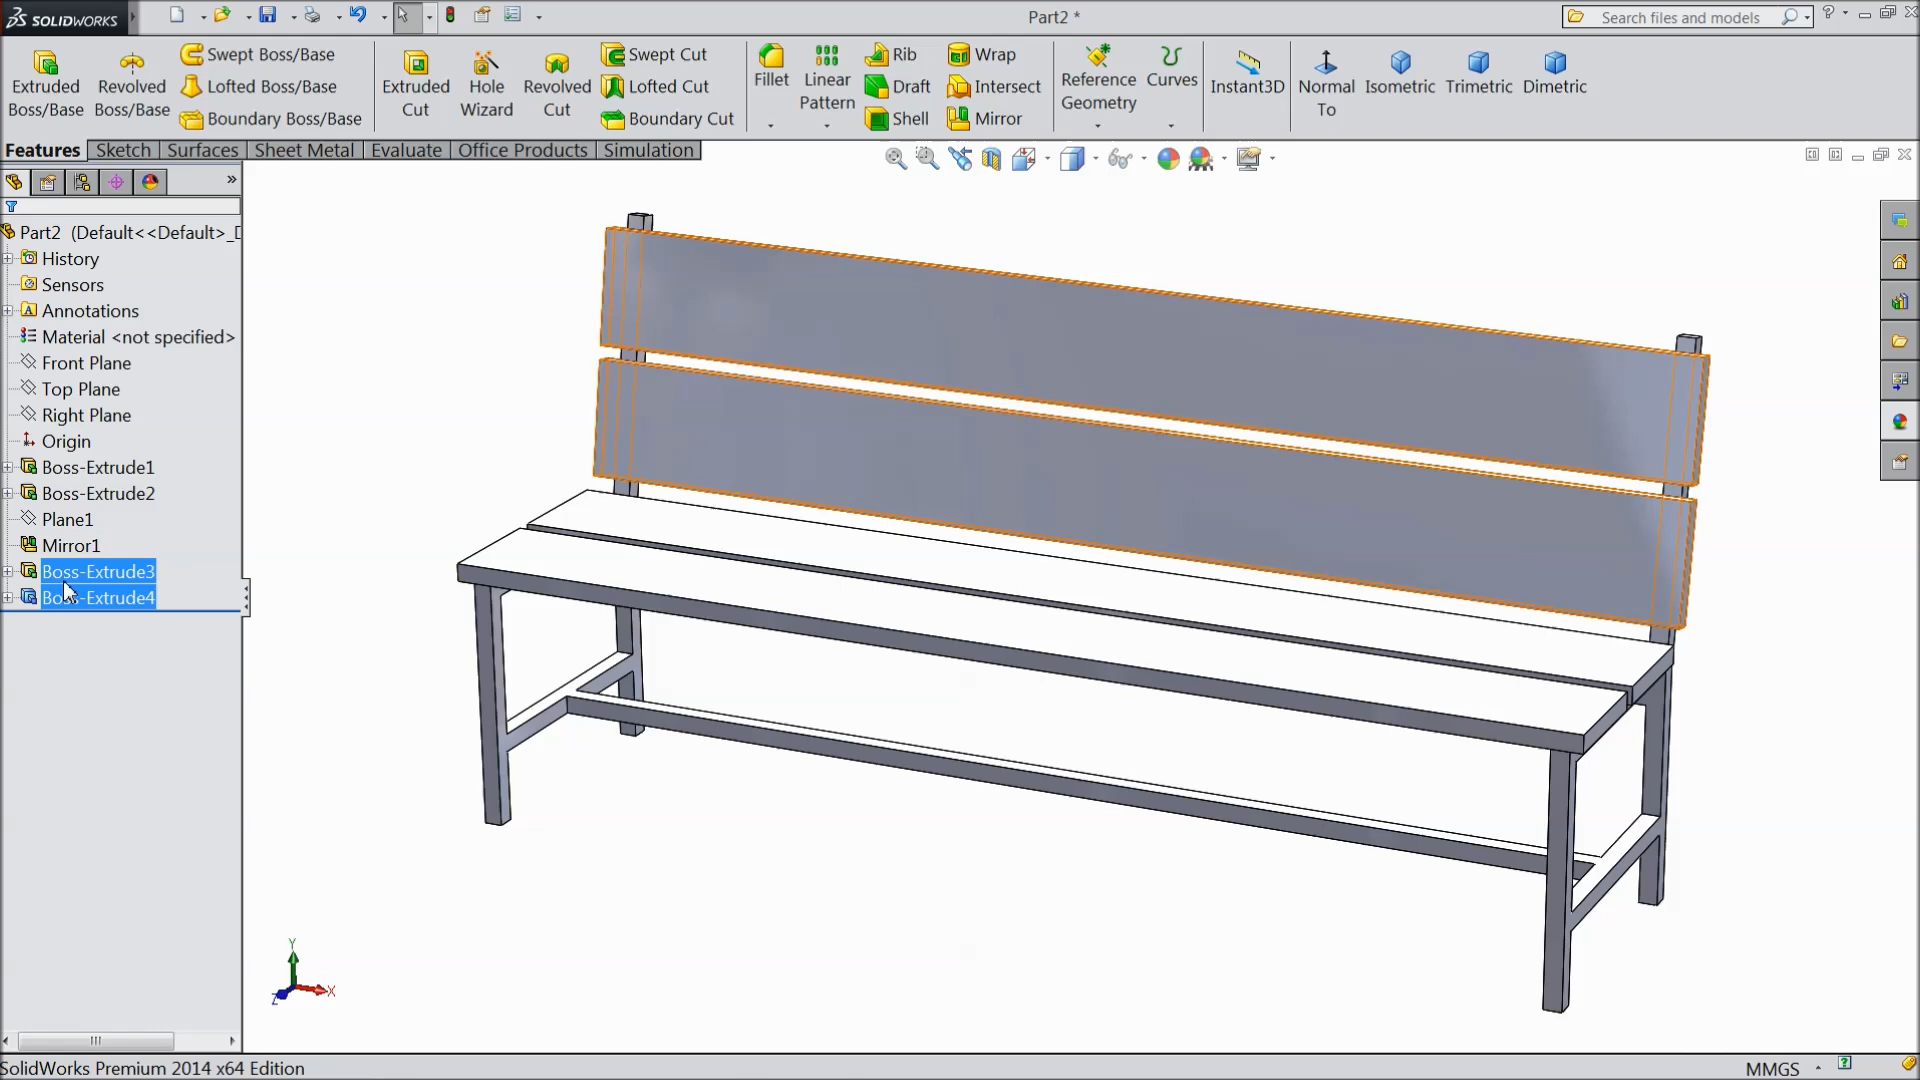 SOLIDWORKS
Part2 *
Search files and models
?
Extruded Boss/Base
Revolved Boss/Base
Swept Boss/Base
Lofted Boss/Base
Boundary Boss/Base
Extruded Cut
Hole Wizard
Revolved Cut
Swept Cut
Lofted Cut
Boundary Cut
Fillet
Linear Pattern
Rib
Draft
Shell
Wrap
Intersect
Mirror
Reference Geometry
Curves
Instant3D
Normal To
Isometric
Trimetric
Dimetric
Features
Sketch
Surfaces
Sheet Metal
Evaluate
Office Products
Simulation
»
Part2 (Default<<Default>_D
History
Sensors
Annotations
Material <not specified>
Front Plane
Top Plane
Right Plane
Origin
Boss-Extrude1
Boss-Extrude2
Plane1
Mirror1
Boss-Extrude3
Boss-Extrude4
Y
X
Z
SolidWorks Premium 2014 x64 Edition
MMGS
?